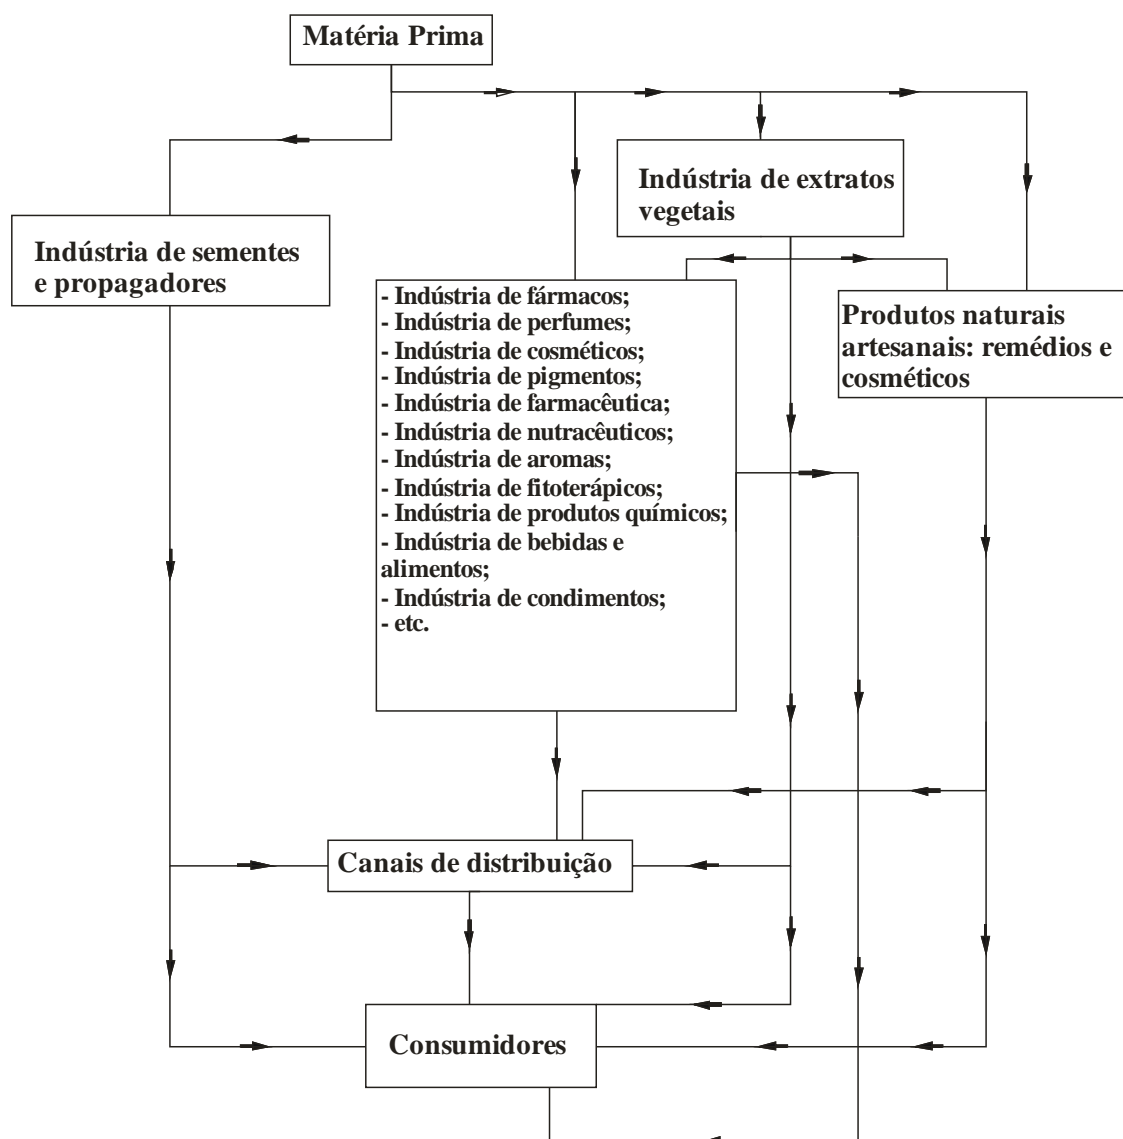 Matéria Prima
Indústria de extratos
vegetais
Indústria de sementes
e propagadores
- Indústria de fármacos;
- Indústria de perfumes;
- Indústria de cosméticos;
- Indústria de pigmentos;
- Indústria de farmacêutica;
- Indústria de nutracêuticos;
- Indústria de aromas;
- Indústria de fitoterápicos;
- Indústria de produtos químicos;
- Indústria de bebidas e
alimentos;
- Indústria de condimentos;
- etc.
Produtos naturais
artesanais: remédios e
cosméticos
Canais de distribuição
Consumidores